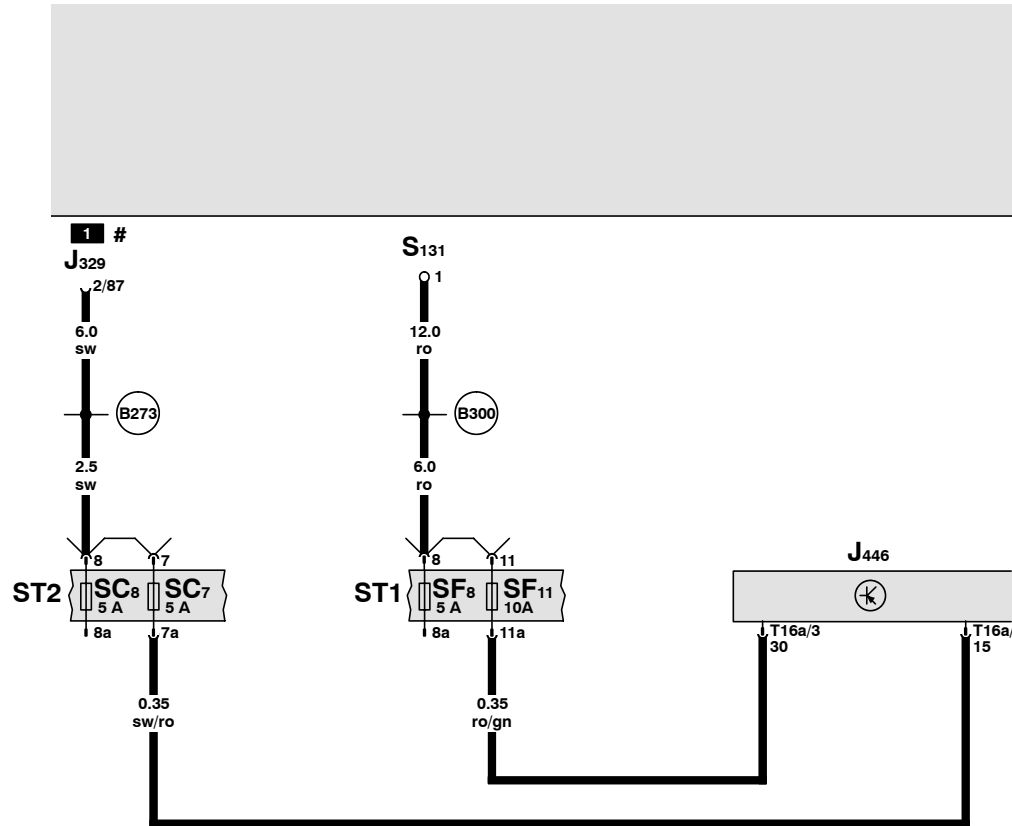 1 #
J329
2/87
6.0
sw
B273
2.5
sw
8
7
ST2
SC8
5 A
SC7
5 A
8a
7a
0.35
sw/ro
S131
1
12.0
ro
B300
6.0
ro
8
11
ST1
SF8
5 A
SF11
10A
8a
11a
0.35
ro/gn
J446
T16a/3
30
T16a/
15